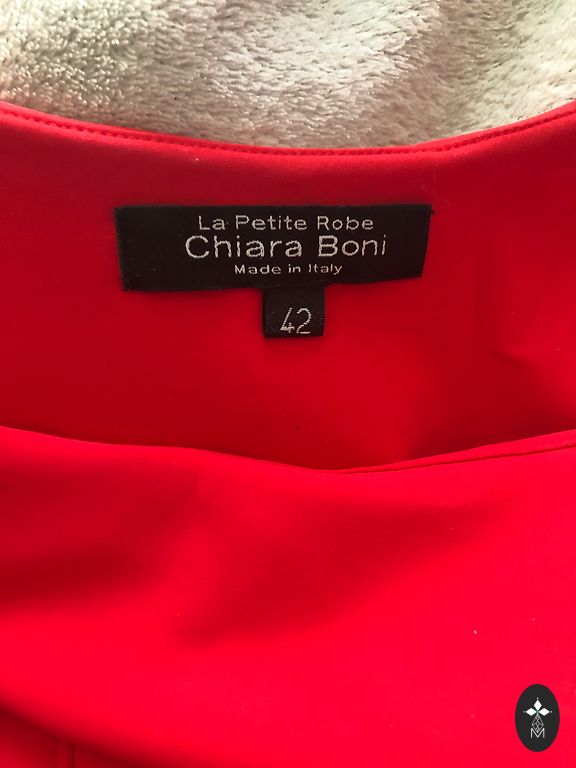 La Petite Robe
Chiara Boni
Made in Italy
42
M